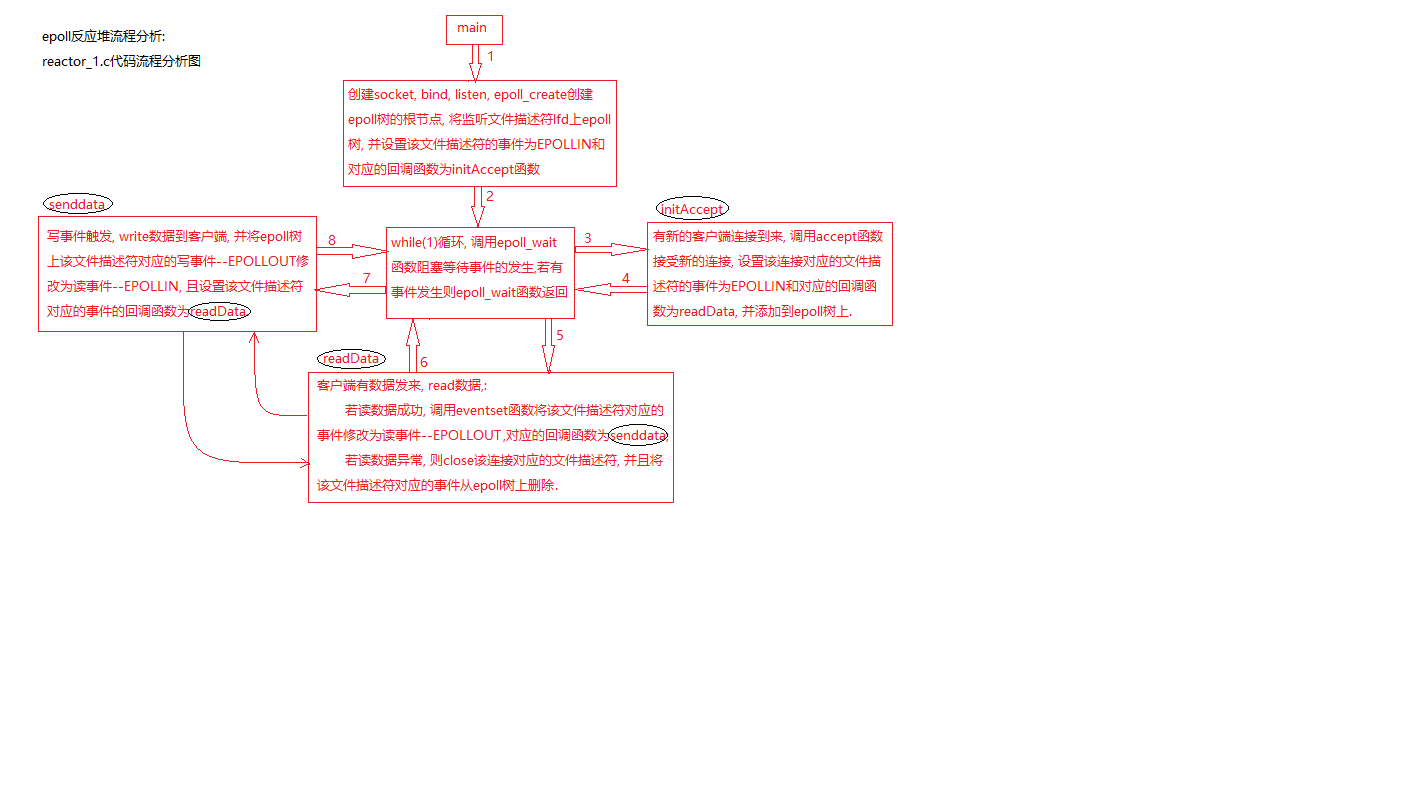 epoll反应堆流程分析:
reactor_1.c代码流程分析图
main
1
创建socket, bind, listen, epoll_create创建
epoll树的根节点, 将监听文件描述符lfd上epoll
树, 并设置该文件描述符的事件为EPOLLIN和
对应的回调函数为initAccept函数
2
senddata
写事件触发, write数据到客户端, 并将epoll树
上该文件描述符对应的写事件--EPOLLOUT修
改为读事件--EPOLLIN, 且设置该文件描述符
对应的事件的回调函数为readData
8
7
while(1)循环, 调用epoll_wait
函数阻塞等待事件的发生,若有
事件发生则epoll_wait函数返回
3
4
initAccept
有新的客户端连接到来, 调用accept函数
接受新的连接, 设置该连接对应的文件描
述符的事件为EPOLLIN和对应的回调函
数为readData, 并添加到epoll树上.
5
6
readData
客户端有数据发来, read数据,:
若读数据成功, 调用eventset函数将该文件描述符对应的
事件修改为读事件--EPOLLOUT,对应的回调函数为senddata,
若读数据异常, 则close该连接对应的文件描述符, 并且将
该文件描述符对应的事件从epoll树上删除.